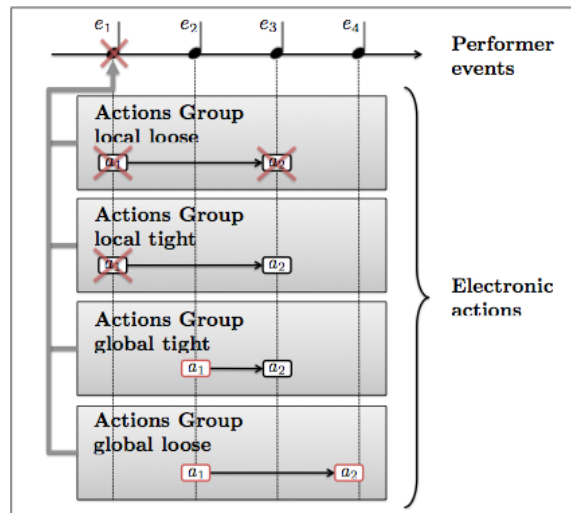 e1 e2 e3 e4
Performer
events
Actions Group
local loose
a1 a2
Actions Group
local tight
a1 a2
Electronic
actions
Actions Group
global tight
a1 a2
Actions Group
global loose
a1 a2